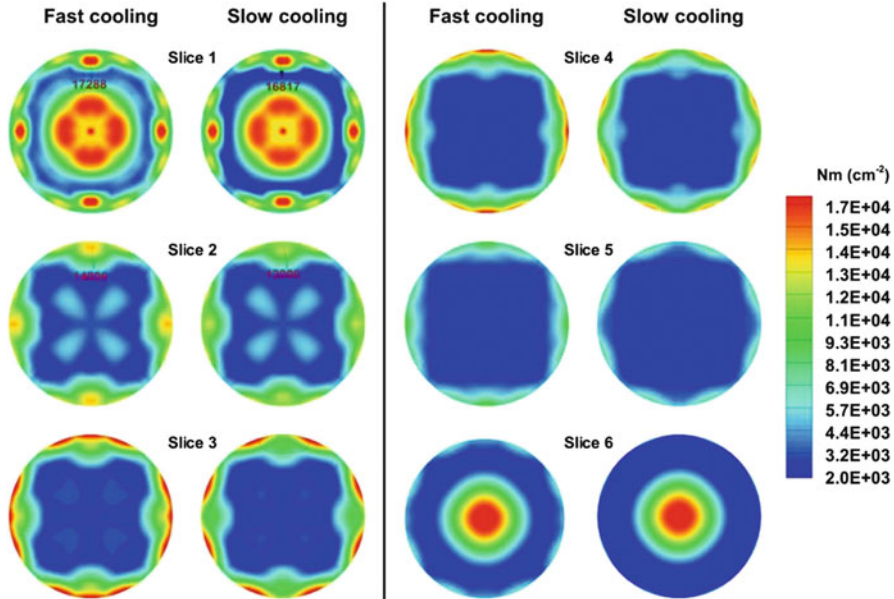 Fast cooling
Slow cooling
Slice 1
17288
16817
Slice 2
Slice 3
Fast cooling
Slow cooling
Slice 4
Slice 5
Slice 6
Nm (cm⁻²)
1.7E+04
1.5E+04
1.4E+04
1.3E+04
1.2E+04
1.1E+04
9.3E+03
8.1E+03
6.9E+03
5.7E+03
4.4E+03
3.2E+03
2.0E+03